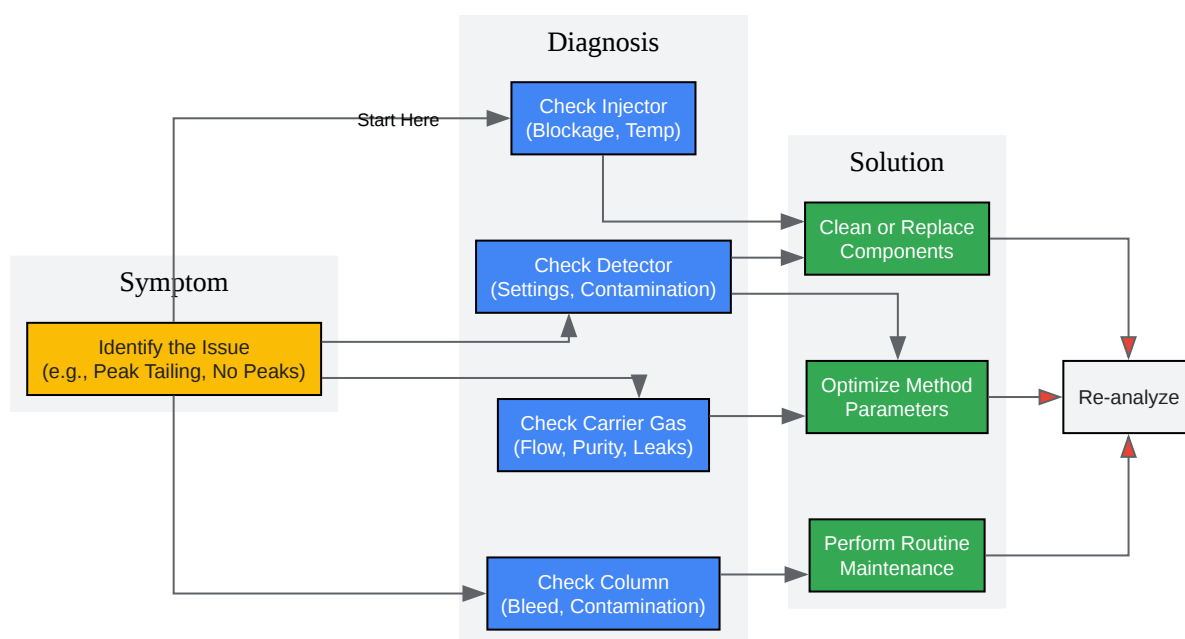 Diagnosis
Check Injector
(Blockage, Temp)
Start Here
Solution
Clean or Replace
Components
Check Detector
(Settings, Contamination)
Symptom
Identify the Issue
(e.g., Peak Tailing, No Peaks)
Optimize Method
Parameters
Re-analyze
Check Carrier Gas
(Flow, Purity, Leaks)
Perform Routine
Maintenance
Check Column
(Bleed, Contamination)